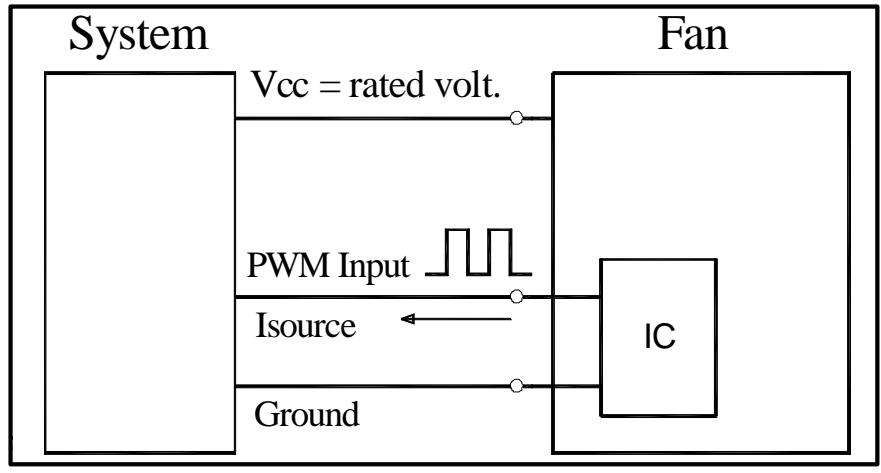 System
Fan
Vcc = rated volt.
PWM Input
Isource
IC
Ground